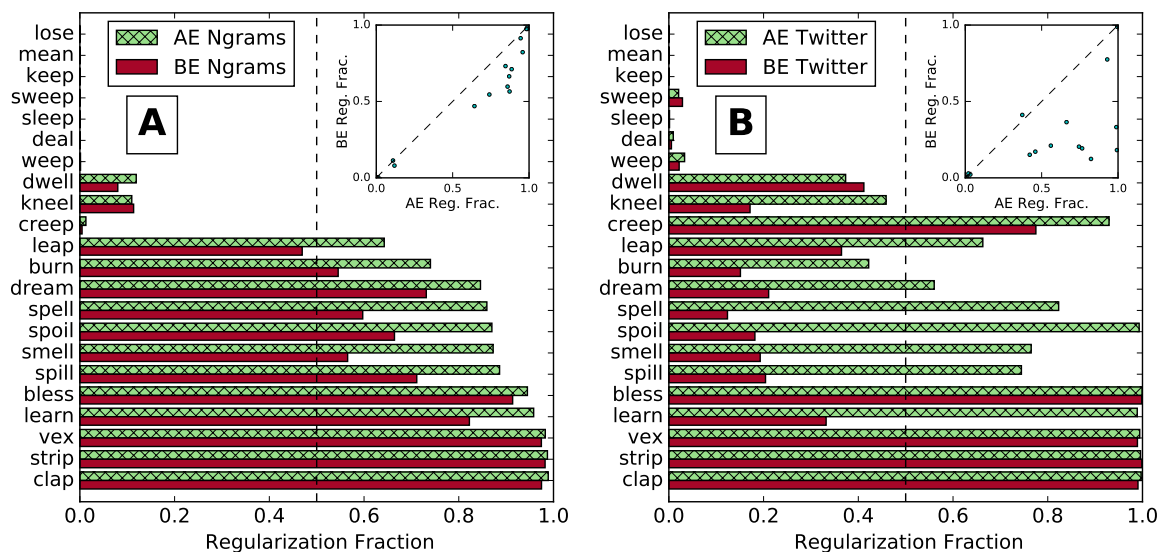 lose
mean
keep
sweep
sleep
deal
weep
dwell
kneel
creep
leap
burn
dream
spell
spoil
smell
spill
bless
learn
vex
strip
clap
AE Ngrams
BE Ngrams
A
1.0
0.5
0.0
BE Reg. Frac.
0.0 0.5 1.0
AE Reg. Frac.
0.0 0.2 0.4 0.6 0.8 1.0
Regularization Fraction
lose
mean
keep
sweep
sleep
deal
weep
dwell
kneel
creep
leap
burn
dream
spell
spoil
smell
spill
bless
learn
vex
strip
clap
AE Twitter
BE Twitter
B
1.0
0.5
0.0
BE Reg. Frac.
0.0 0.5 1.0
AE Reg. Frac.
0.0 0.2 0.4 0.6 0.8 1.0
Regularization Fraction